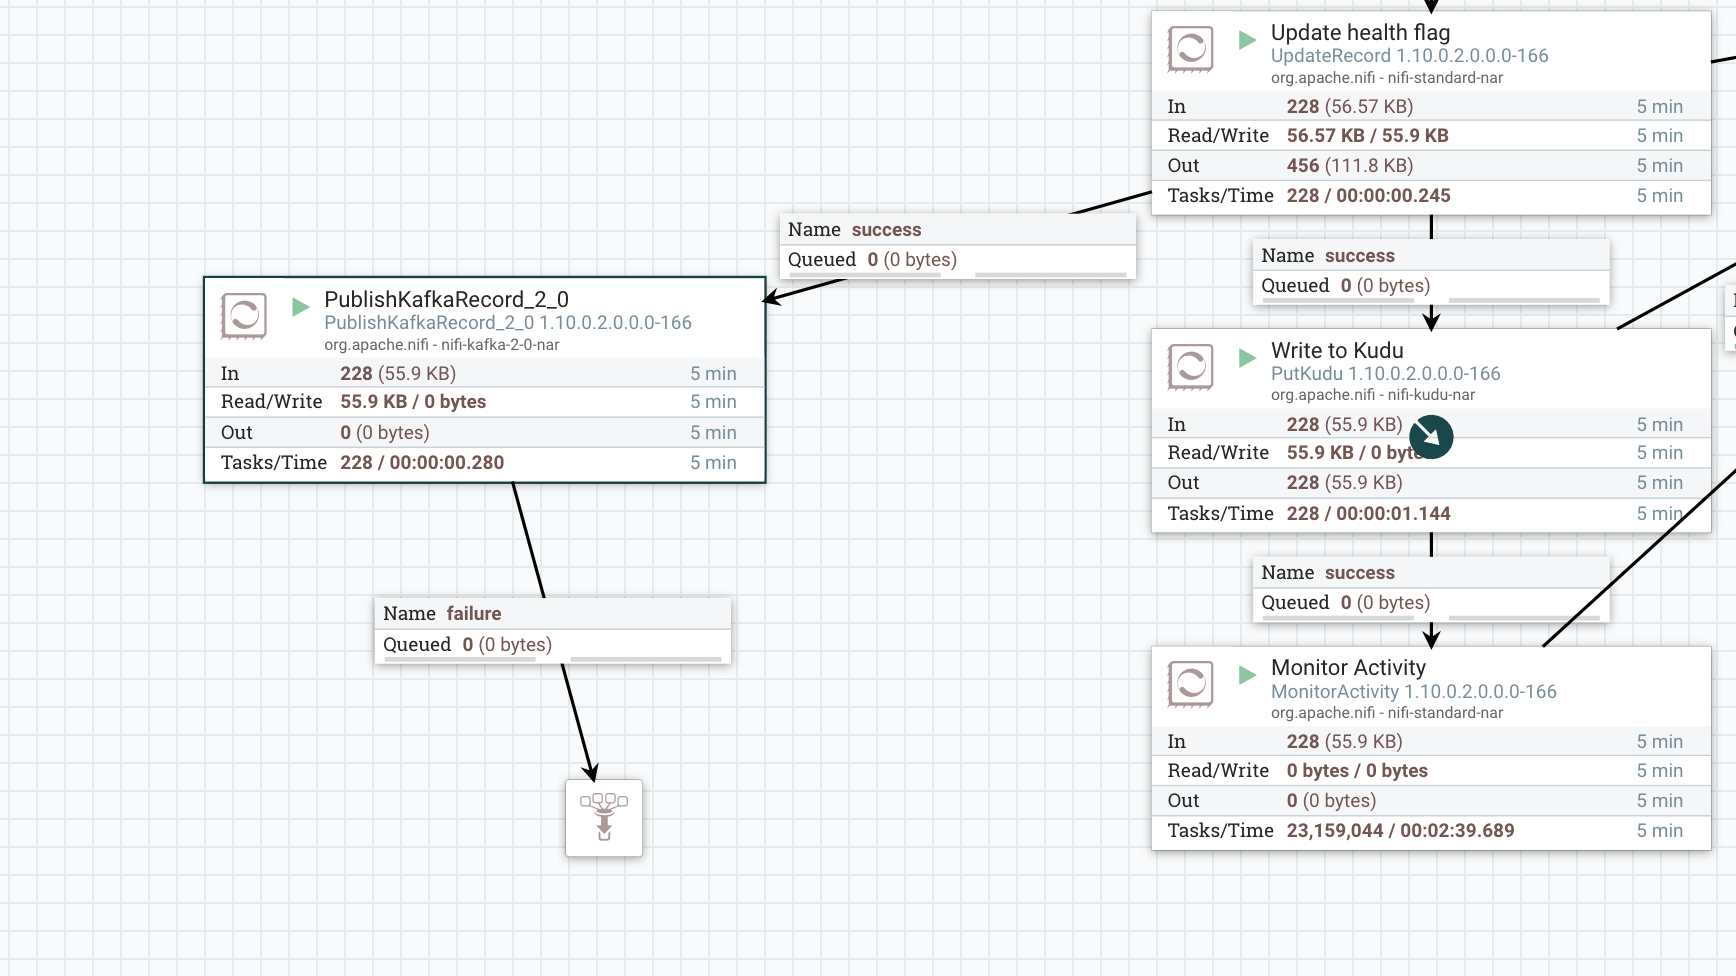 Update health flag
UpdateRecord 1.10.0.2.0.0.0-166
org.apache.nifi - nifi-standard-nar
In 228 (56.57 KB) 5 min
Read/Write 56.57 KB / 55.9 KB 5 min
Out 456 (111.8 KB) 5 min
Tasks/Time 228 / 00:00:00.245 5 min
Name success
Queued 0 (0 bytes)
Name success
Queued 0 (0 bytes)
PublishKafkaRecord_2_0
PublishKafkaRecord_2_0 1.10.0.2.0.0.0-166
org.apache.nifi - nifi-kafka-2-0-nar
In 228 (55.9 KB) 5 min
Read/Write 55.9 KB / 0 bytes 5 min
Out 0 (0 bytes) 5 min
Tasks/Time 228 / 00:00:00.280 5 min
Write to Kudu
PutKudu 1.10.0.2.0.0.0-166
org.apache.nifi - nifi-kudu-nar
In 228 (55.9 KB) 5 min
Read/Write 55.9 KB / 0 byte 5 min
Out 228 (55.9 KB) 5 min
Tasks/Time 228 / 00:00:01.144 5 min
Name failure
Queued 0 (0 bytes)
Name success
Queued 0 (0 bytes)
Monitor Activity
MonitorActivity 1.10.0.2.0.0.0-166
org.apache.nifi - nifi-standard-nar
In 228 (55.9 KB) 5 min
Read/Write 0 bytes / 0 bytes 5 min
Out 0 (0 bytes) 5 min
Tasks/Time 23,159,044 / 00:02:39.689 5 min